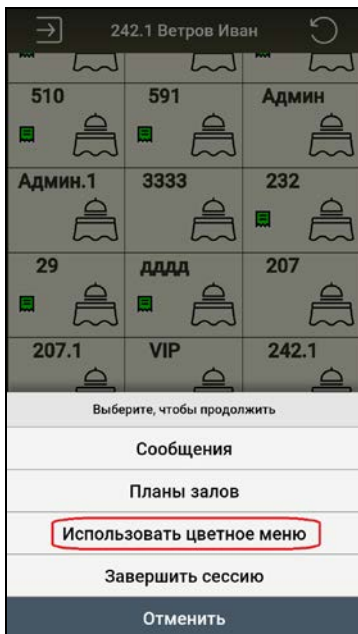 242.1 Ветров Иван
510 591 Админ
Админ.1 3333 232
29 дддд 207
207.1 VIP 242.1
Выберите, чтобы продолжить
Сообщения
Планы залов
Использовать цветное меню
Завершить сессию
Отменить